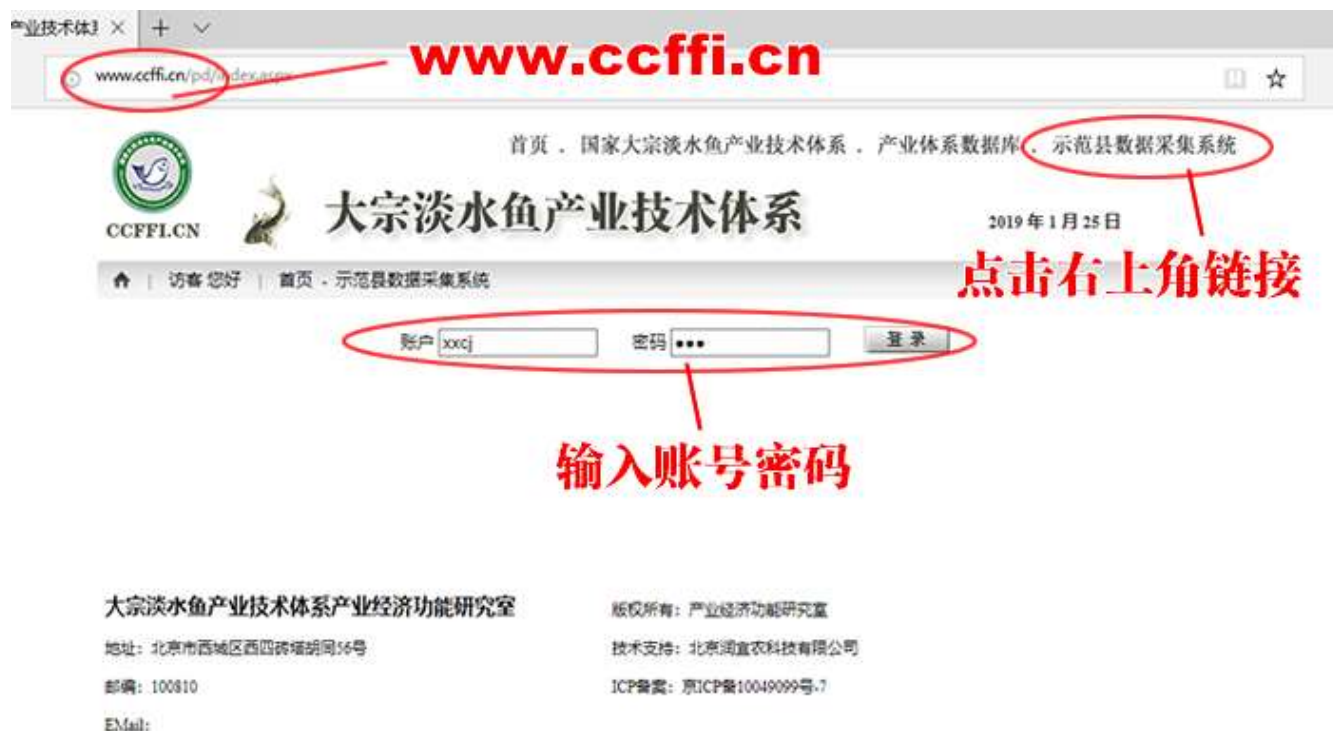 产业技术体系 × + ∨
www.ccffi.cn
www.ccffi.cn/pd/index.aspx
首页 . 国家大宗淡水鱼产业技术体系 . 产业体系数据库 . 示范县数据采集系统
CCFFI.CN
大宗淡水鱼产业技术体系
2019年1月25日
点击右上角链接
| 访客 您好 | 首页 . 示范县数据采集系统
账户 xxcj 密码 ●●● 登 录
输入账号密码
大宗淡水鱼产业技术体系产业经济功能研究室
版权所有：产业经济功能研究室
地址：北京市西城区西四砖塔胡同56号
技术支持：北京润宜农科技有限公司
邮编：100810
ICP备案：京ICP备10049099号-7
EMail: